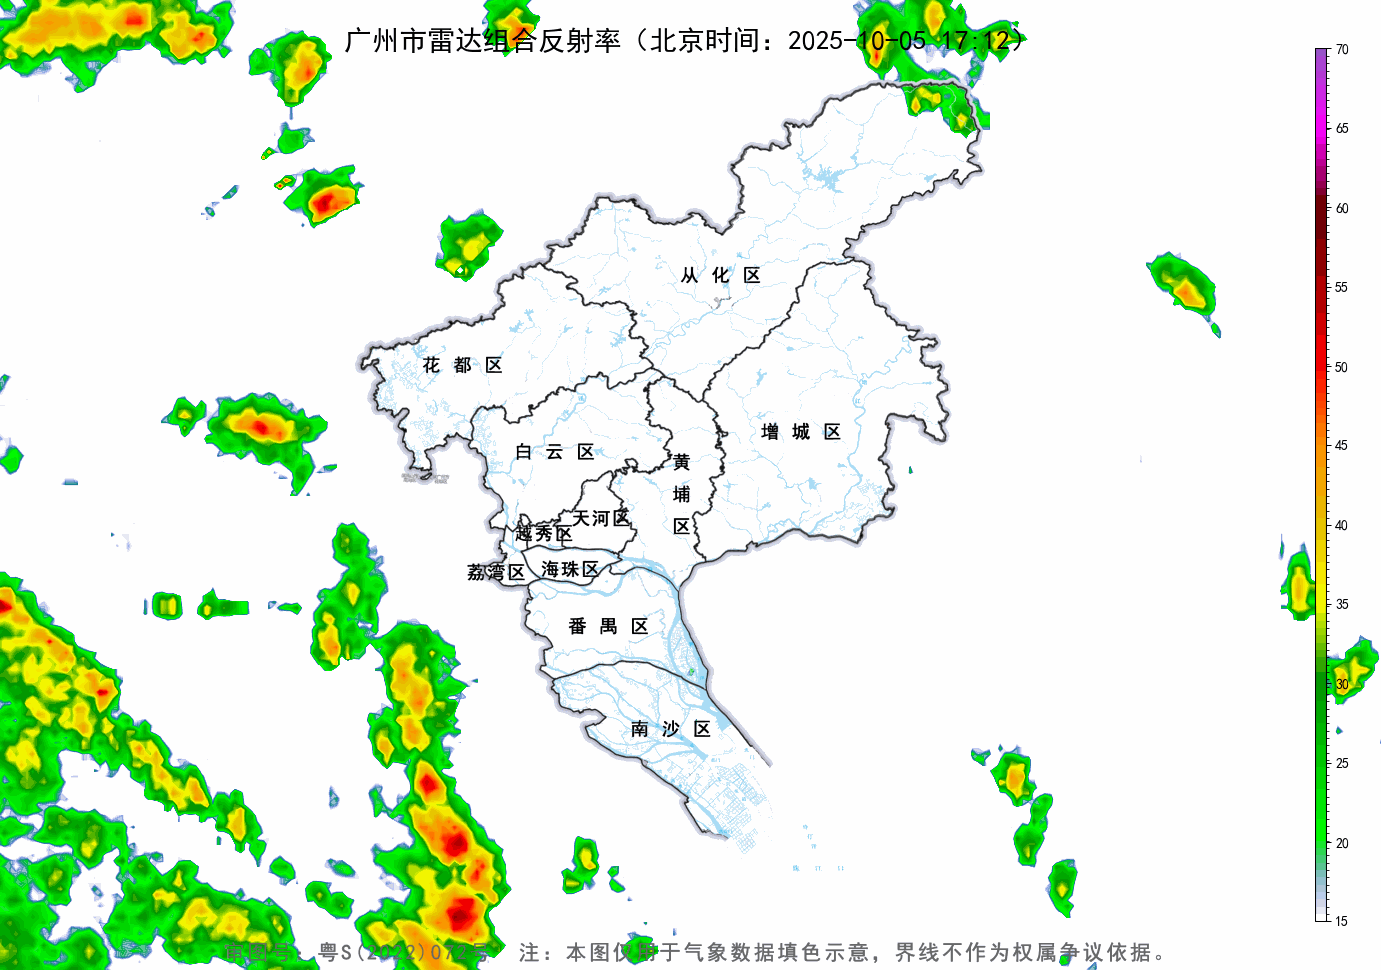 广州市雷达组合反射率（北京时间：2025-10-05 17:12）
70
65
60
55
50
45
40
35
30
25
20
15
从化区
花都区
增城区
白云区
黄埔区
天河区
越秀区
荔湾区
海珠区
番禺区
南沙区
审图号：粤S(2022)072号 注：本图仅用于气象数据填色示意，界线不作为权属争议依据。